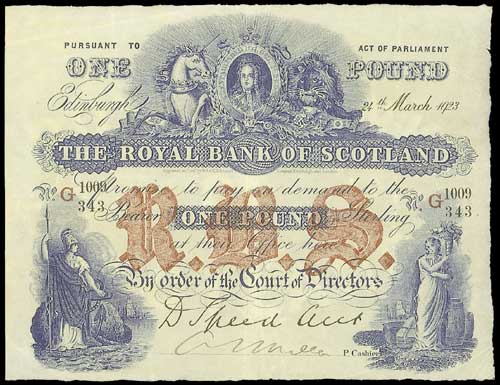 PURSUANT TO ACT OF PARLIAMENT
ONE POUND
Edinburgh 24th March 1923
THE ROYAL BANK OF SCOTLAND
No G 1009/343 Promise to pay on demand to the No G 1009/343
Bearer ONE POUND Sterling
R.B.S.
at their Office here
By order of the Court of Directors
D Speed Acct
P. Cashier